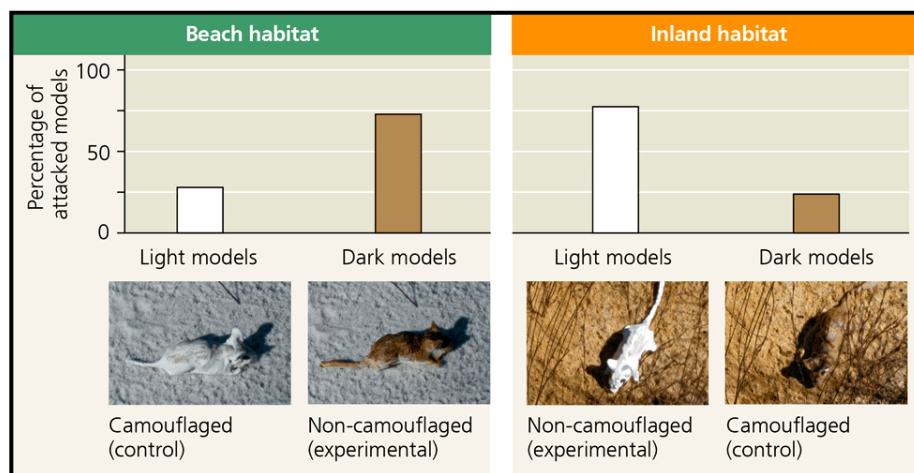 Beach habitat
Inland habitat
Percentage of
attacked models
100
50
0
Light models
Dark models
Light models
Dark models
Camouflaged
(control)
Non-camouflaged
(experimental)
Non-camouflaged
(experimental)
Camouflaged
(control)